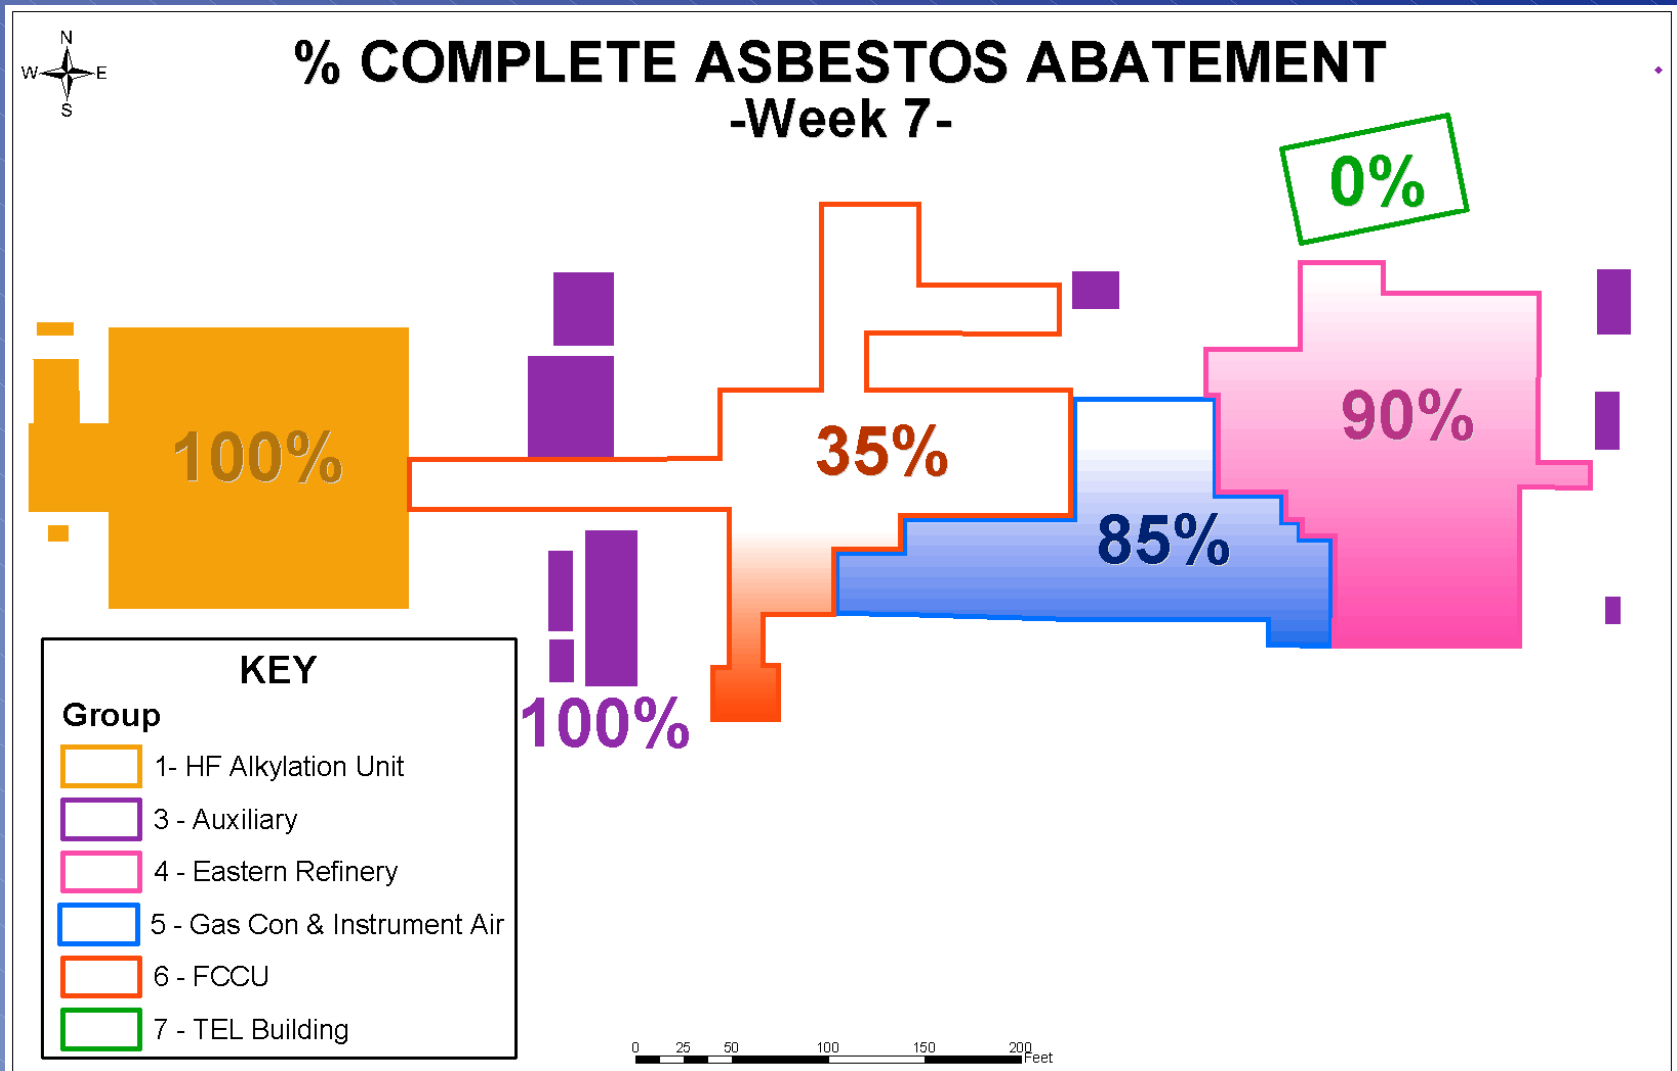 N
W E
S
% COMPLETE ASBESTOS ABATEMENT
-Week 7-
0%
90%
100%
35%
85%
100%
KEY
Group
1- HF Alkylation Unit
3 - Auxiliary
4 - Eastern Refinery
5 - Gas Con & Instrument Air
6 - FCCU
7 - TEL Building
0 25 50 100 150 200
Feet